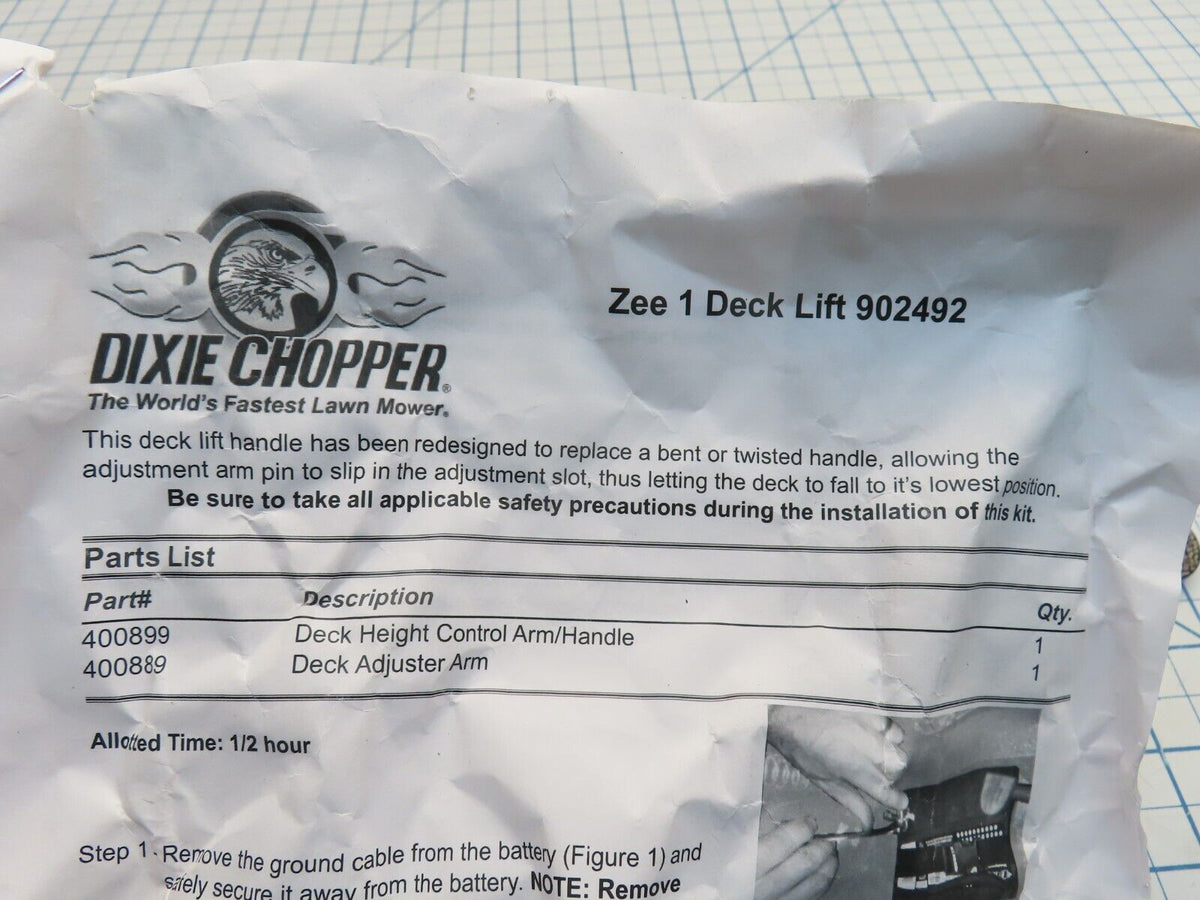 DIXIE CHOPPER®
The World's Fastest Lawn Mower®
Zee 1 Deck Lift 902492
This deck lift handle has been redesigned to replace a bent or twisted handle, allowing the
adjustment arm pin to slip in the adjustment slot, thus letting the deck to fall to it's lowest position.
Be sure to take all applicable safety precautions during the installation of this kit.
Parts List
Part# Description Qty.
400899 Deck Height Control Arm/Handle 1
400889 Deck Adjuster Arm 1
Allotted Time: 1/2 hour
Step 1. Remove the ground cable from the battery (Figure 1) and
safely secure it away from the battery. NOTE: Remove